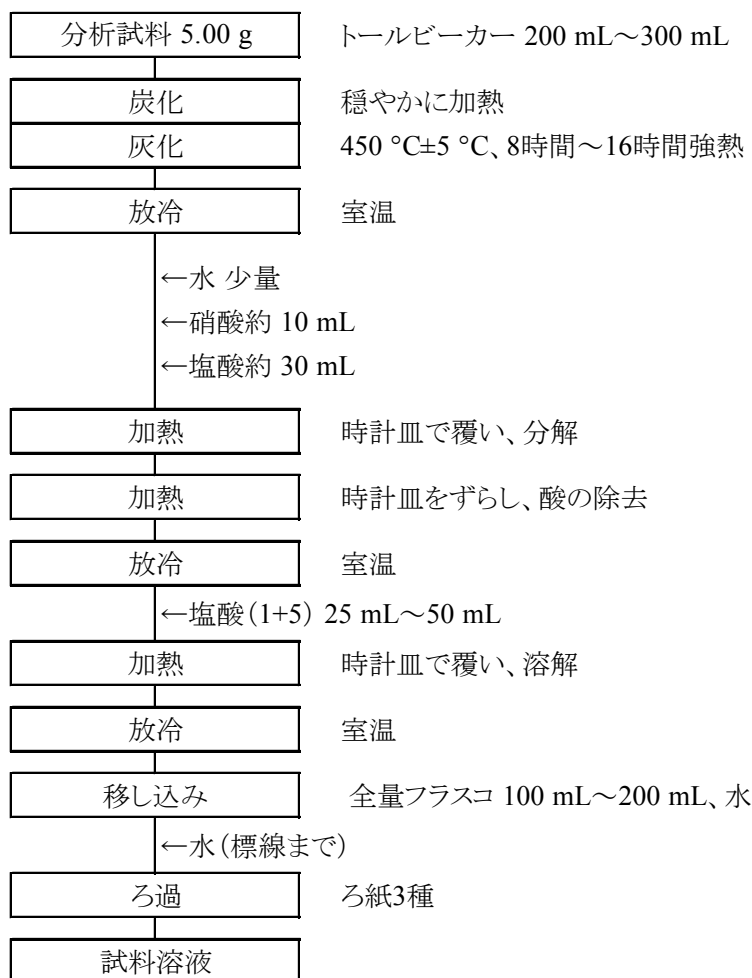 分析試料 5.00 g トールビーカー 200 mL～300 mL
炭化 穏やかに加熱
灰化 450 °C±5 °C、8時間～16時間強熱
放冷 室温
←水 少量
←硝酸約 10 mL
←塩酸約 30 mL
加熱 時計皿で覆い、分解
加熱 時計皿をずらし、酸の除去
放冷 室温
←塩酸(1+5) 25 mL～50 mL
加熱 時計皿で覆い、溶解
放冷 室温
移し込み 全量フラスコ 100 mL～200 mL、水
←水(標線まで)
ろ過 ろ紙3種
試料溶液